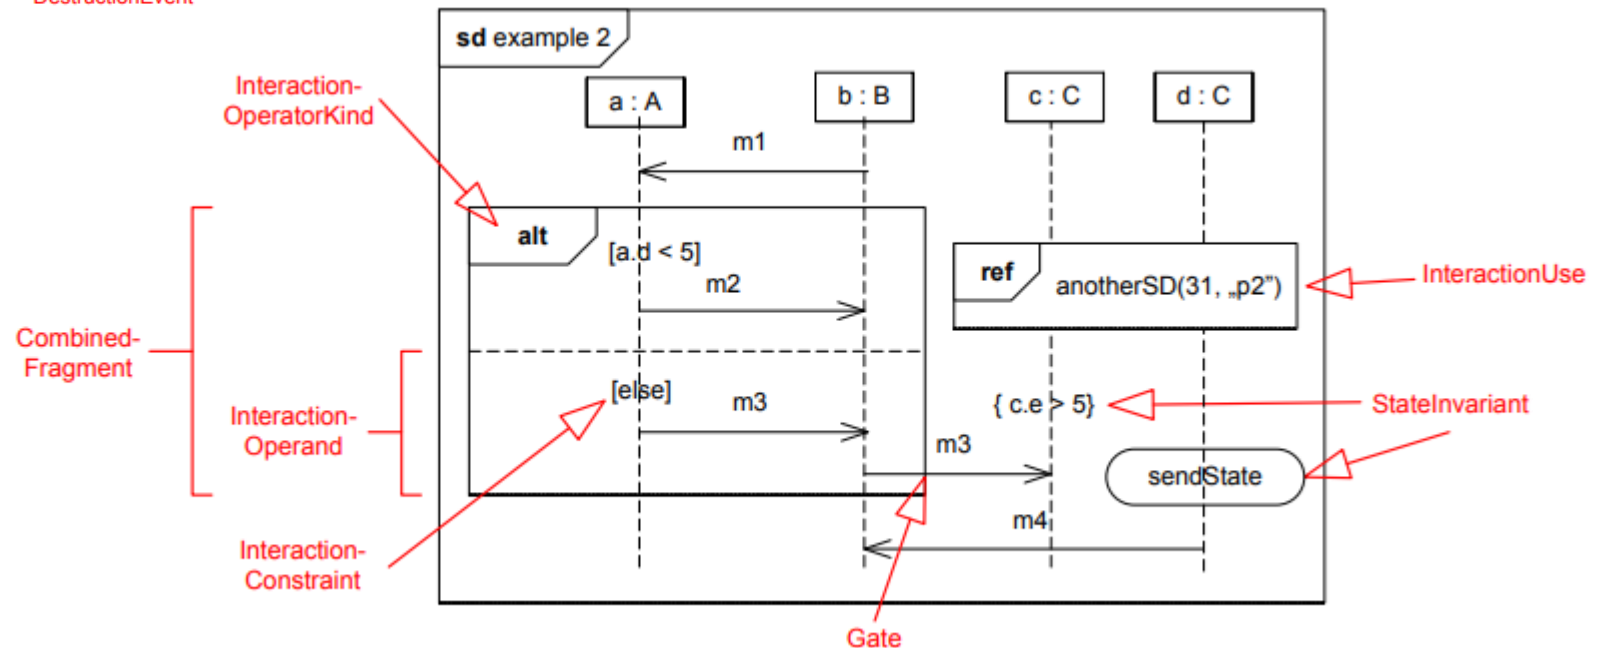 DestructionEvent
sd example 2
Interaction-
OperatorKind
a : A
b : B
c : C
d : C
m1
alt
[a.d < 5]
m2
ref
anotherSD(31, „p2”)
InteractionUse
Combined-
Fragment
[else]
m3
{ c.e > 5}
StateInvariant
Interaction-
Operand
m3
sendState
m4
Interaction-
Constraint
Gate